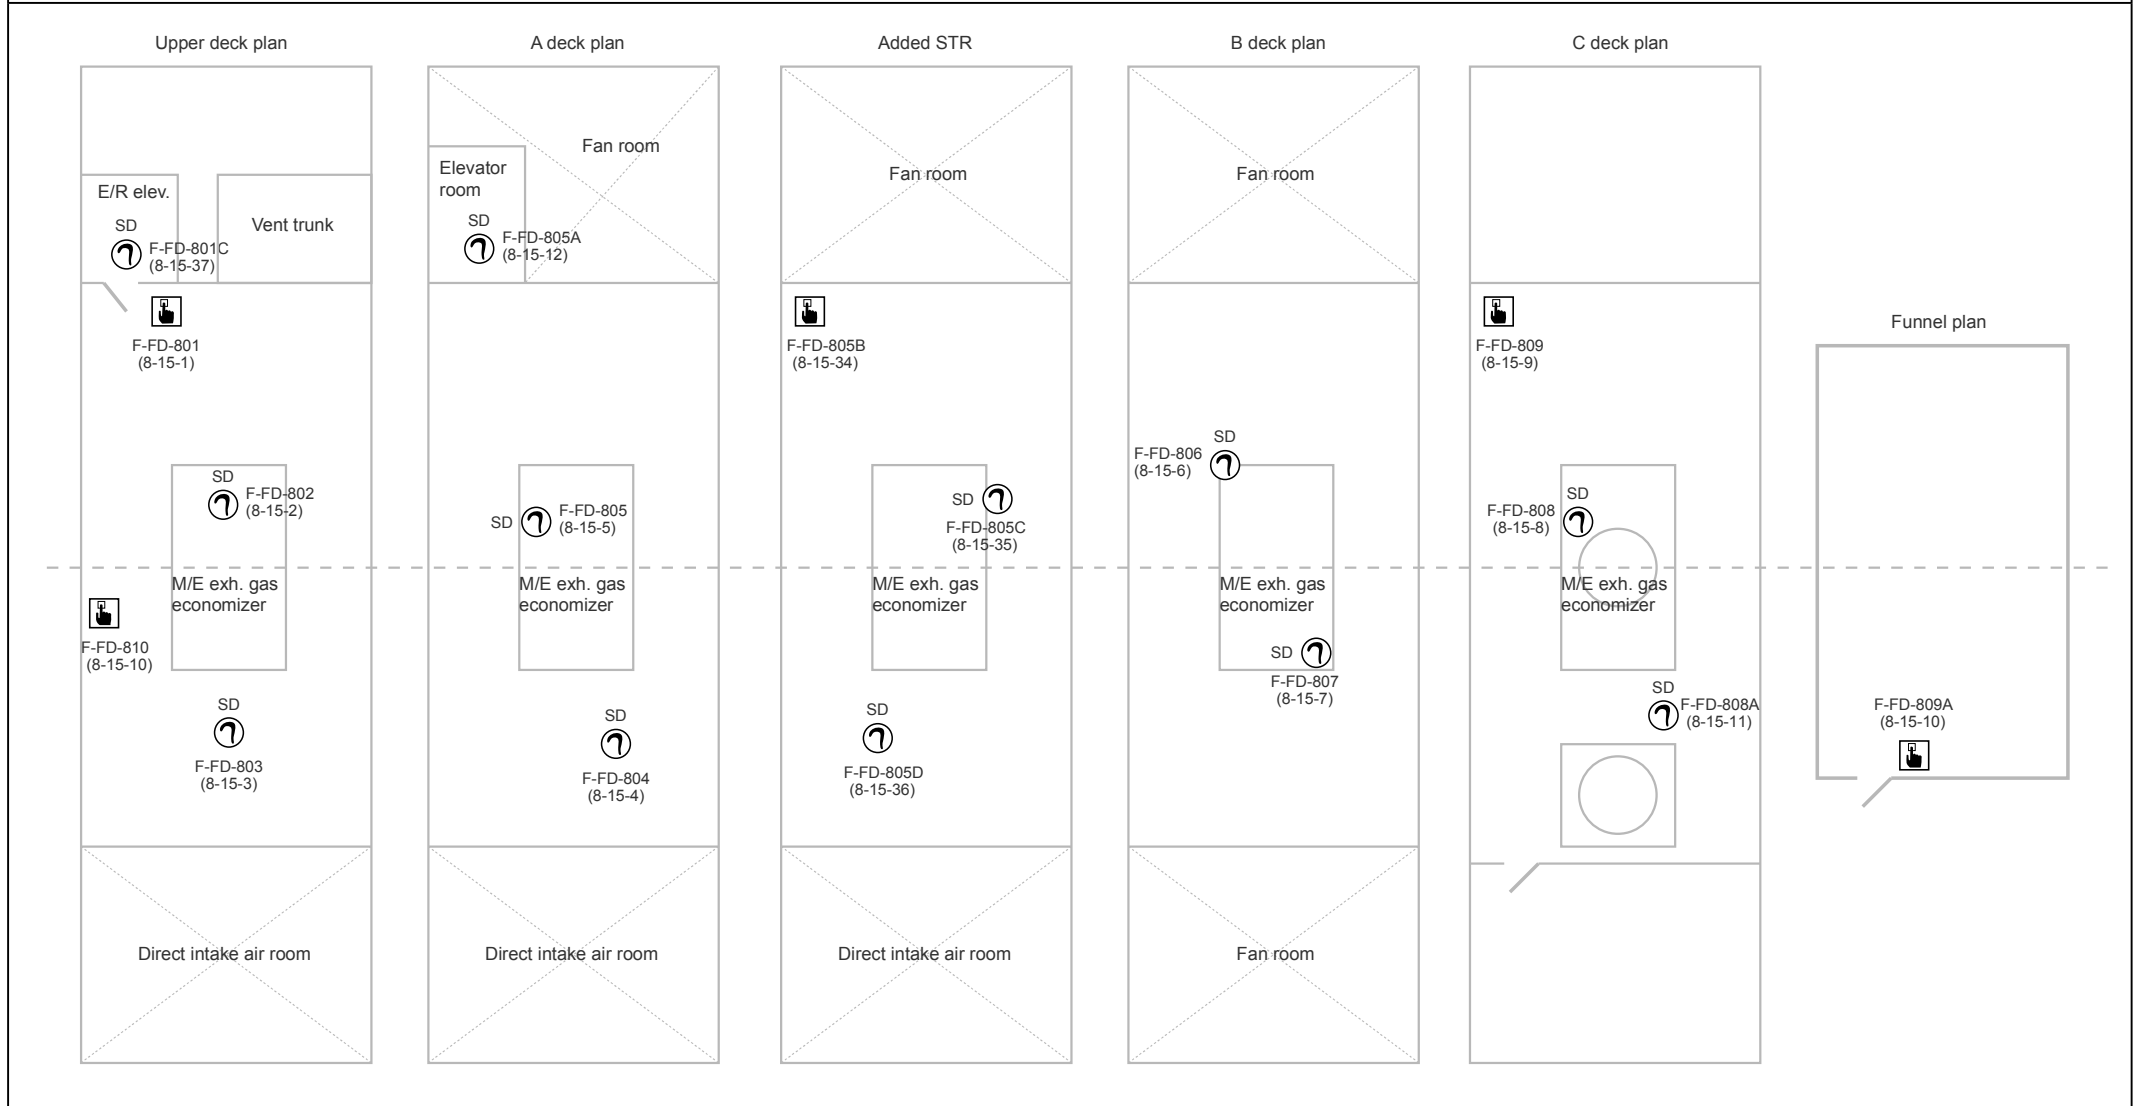 Upper deck plan
E/R elev.
SD
F-FD-801C
(8-15-37)
Vent trunk
F-FD-801
(8-15-1)
SD
F-FD-802
(8-15-2)
M/E exh. gas
economizer
F-FD-810
(8-15-10)
SD
F-FD-803
(8-15-3)
Direct intake air room
A deck plan
Fan room
Elevator
room
SD
F-FD-805A
(8-15-12)
SD
F-FD-805
(8-15-5)
M/E exh. gas
economizer
SD
F-FD-804
(8-15-4)
Direct intake air room
Added STR
Fan room
F-FD-805B
(8-15-34)
SD
F-FD-805C
(8-15-35)
M/E exh. gas
economizer
SD
F-FD-805D
(8-15-36)
Direct intake air room
B deck plan
Fan room
SD
F-FD-806
(8-15-6)
M/E exh. gas
economizer
SD
F-FD-807
(8-15-7)
Fan room
C deck plan
F-FD-809
(8-15-9)
SD
F-FD-808
(8-15-8)
M/E exh. gas
economizer
SD
F-FD-808A
(8-15-11)
Funnel plan
F-FD-809A
(8-15-10)